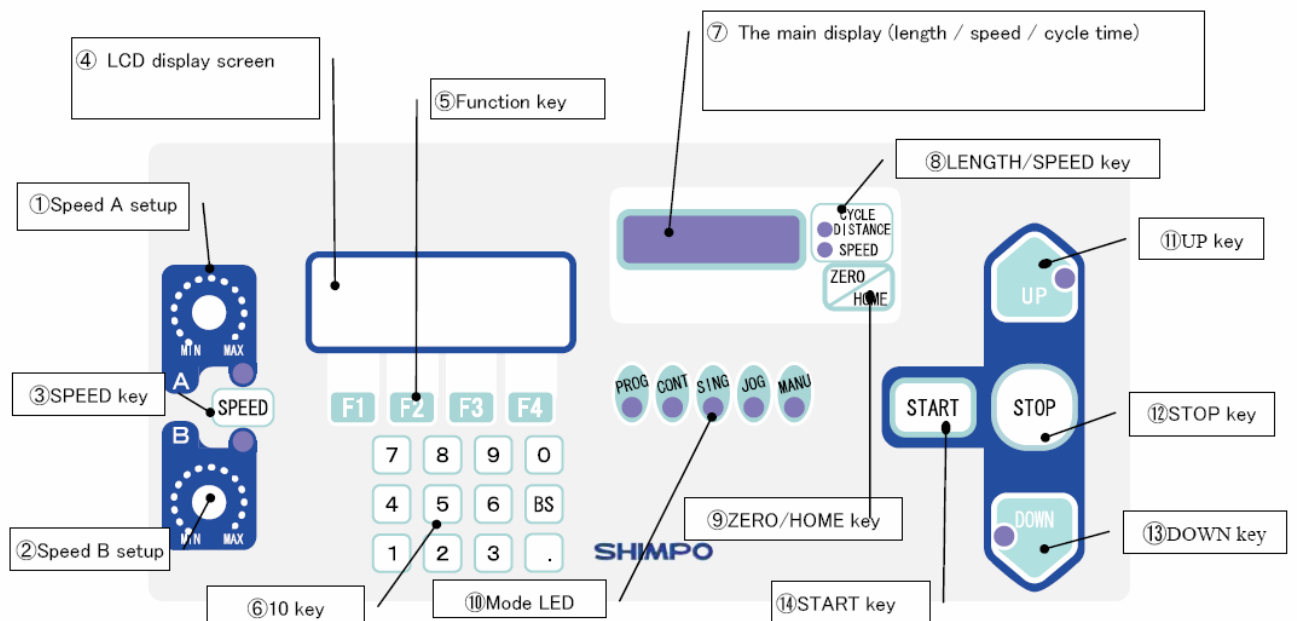 ⑦ The main display (length / speed / cycle time)
④ LCD display screen
⑤Function key
⑧LENGTH/SPEED key
①Speed A setup
CYCLE
DISTANCE
SPEED
⑪UP key
ZERO
HOME
UP
MIN MAX
A
③SPEED key
SPEED
B
PROG CONT SING JOG MANU
F1 F2 F3 F4
START
STOP
⑫STOP key
7 8 9 0
4 5 6 BS
1 2 3 .
⑨ZERO/HOME key
DOWN
⑬DOWN key
②Speed B setup
MIN MAX
SHIMPO
⑥10 key
⑩Mode LED
⑭START key